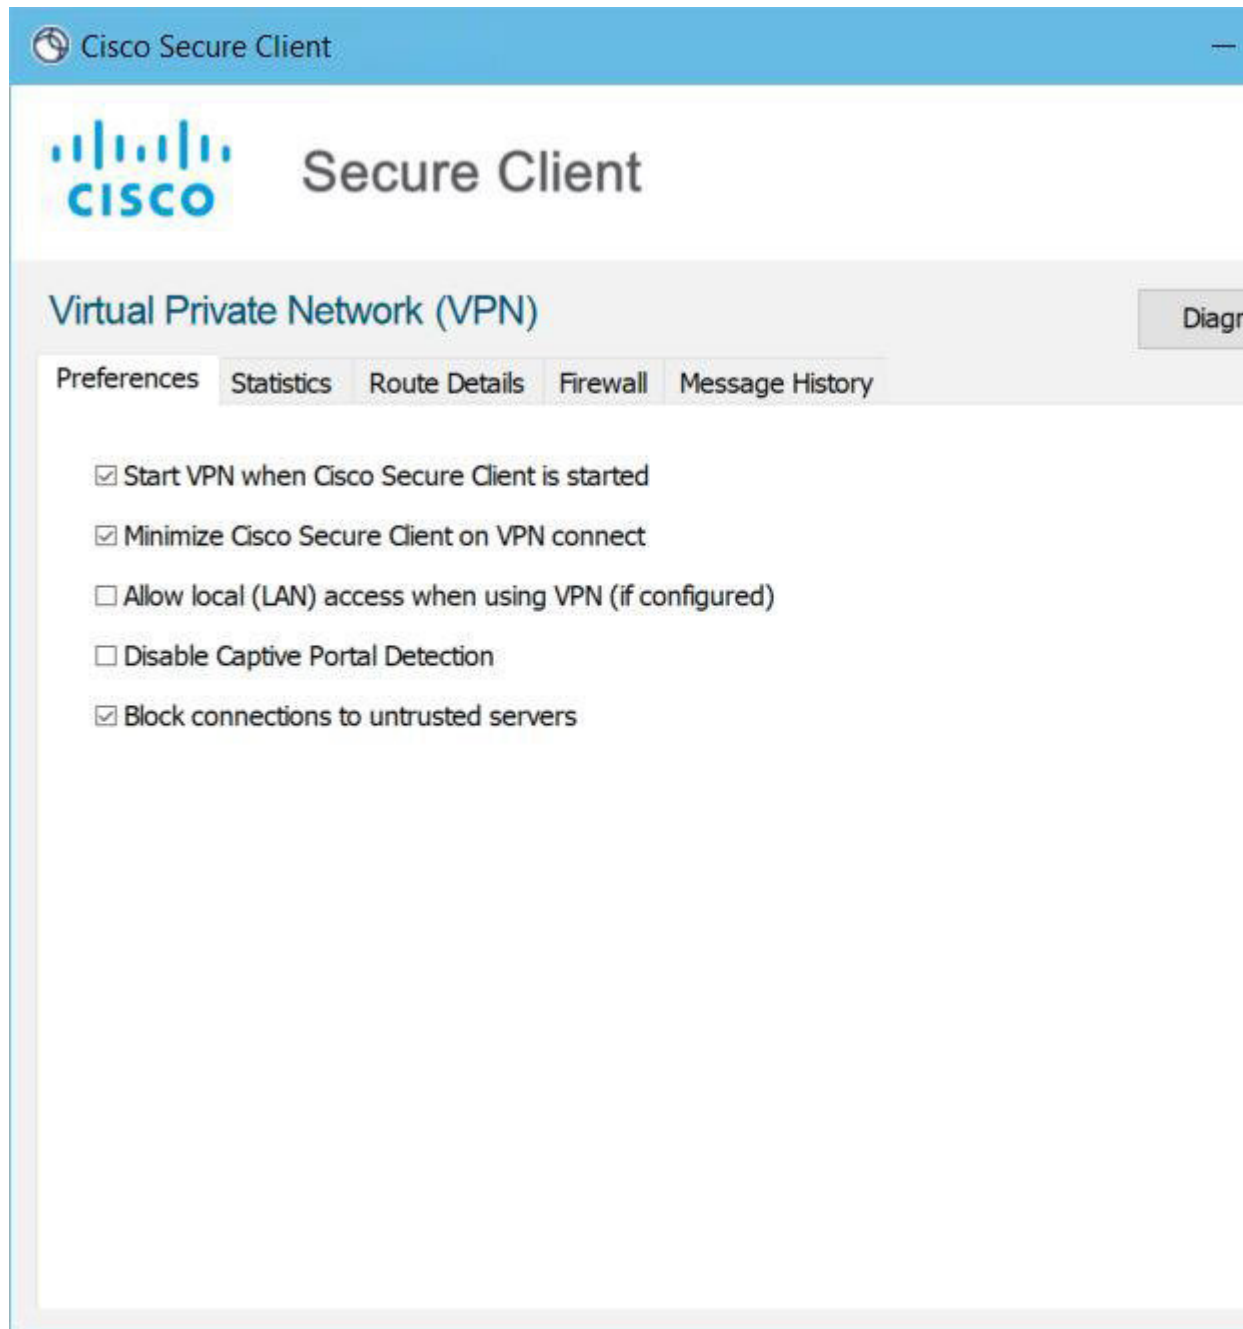 Cisco Secure Client
CISCO
Secure Client
Virtual Private Network (VPN)
Diagr
Preferences Statistics Route Details Firewall Message History
Start VPN when Cisco Secure Client is started
Minimize Cisco Secure Client on VPN connect
Allow local (LAN) access when using VPN (if configured)
Disable Captive Portal Detection
Block connections to untrusted servers